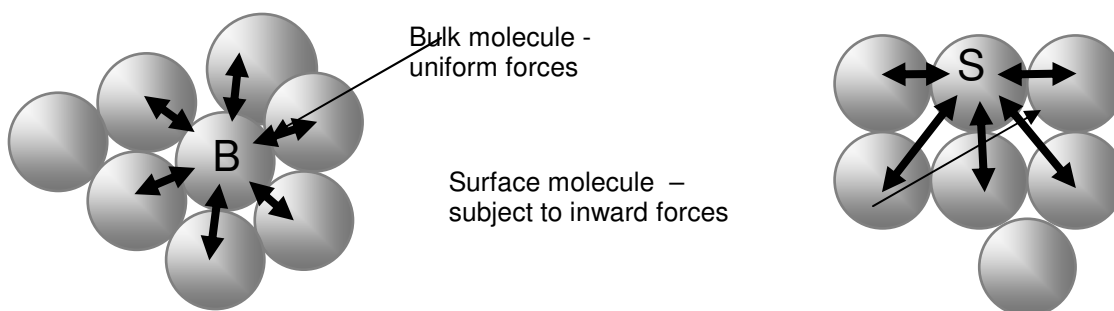 Bulk molecule -
uniform forces
B
S
Surface molecule –
subject to inward forces